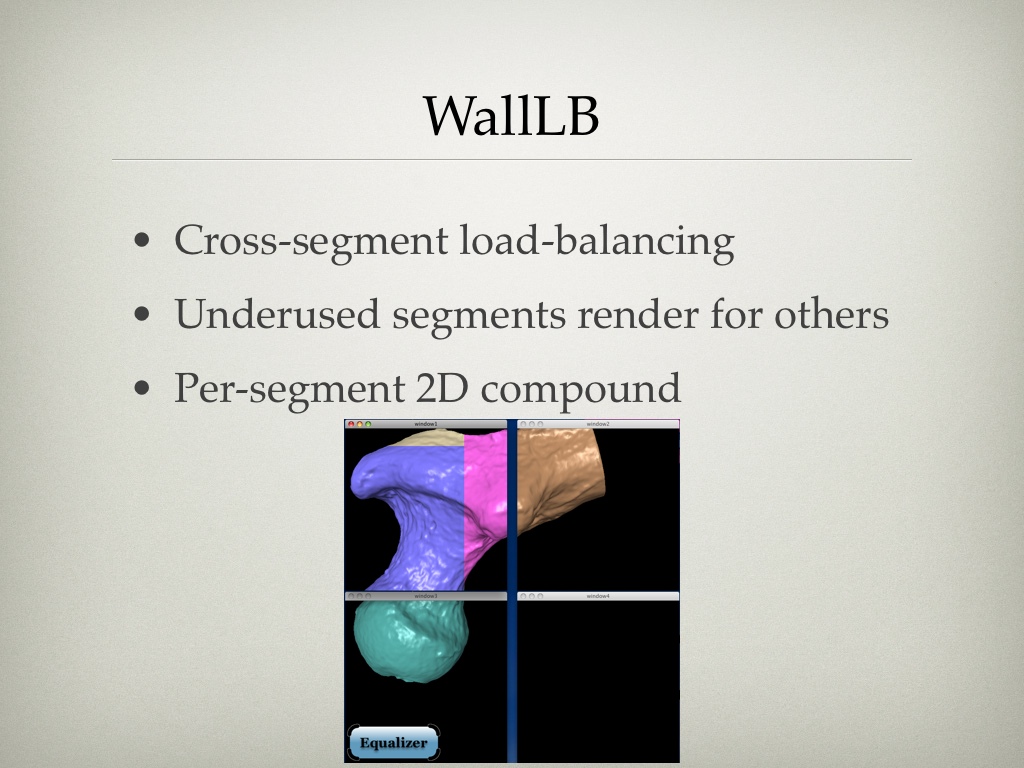 WallLB
• Cross-segment load-balancing
• Underused segments render for others
• Per-segment 2D compound
window1
window2
window3
window4
Equalizer